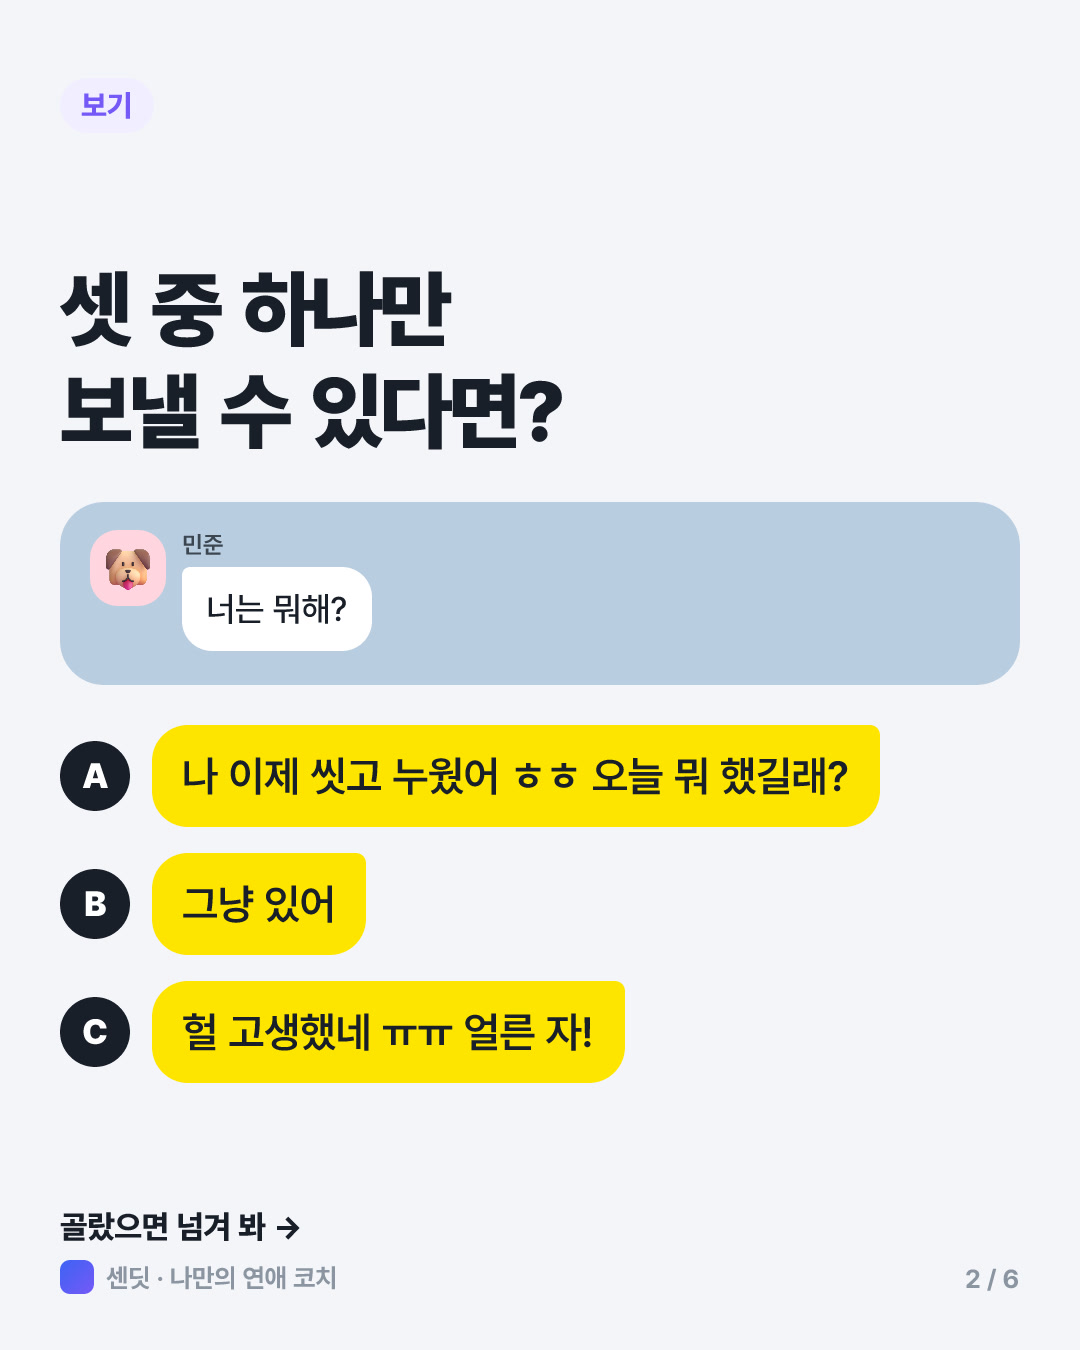 보기
셋 중 하나만
보낼 수 있다면?
민준
너는 뭐해?
A
나 이제 씻고 누웠어 ㅎㅎ 오늘 뭐 했길래?
B
그냥 있어
C
헐 고생했네 ㅠㅠ 얼른 자!
골랐으면 넘겨 봐 →
센딧 · 나만의 연애 코치
2 / 6